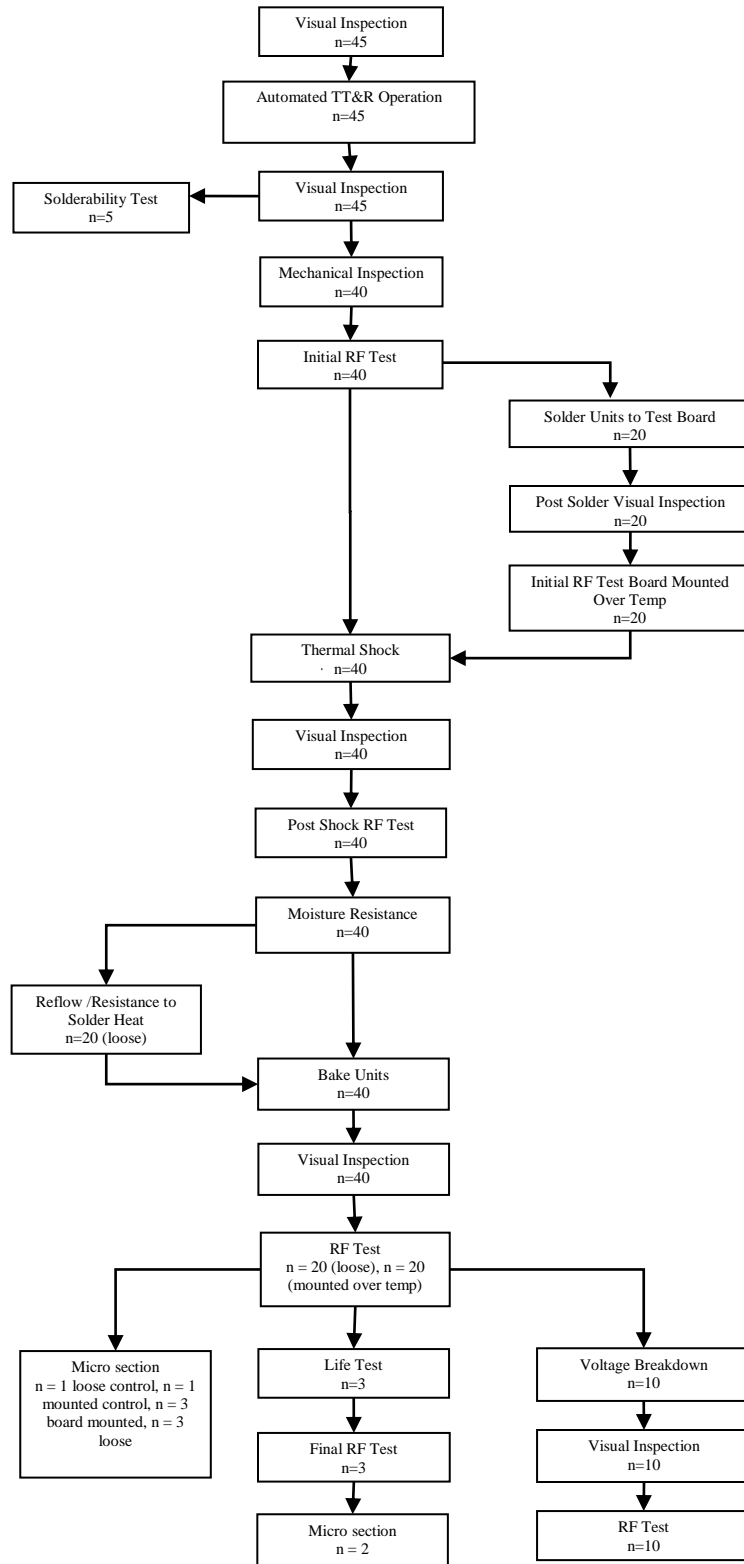 Visual Inspection
n=45
Automated TT&R Operation
n=45
Visual Inspection
n=45
Solderability Test
n=5
Mechanical Inspection
n=40
Initial RF Test
n=40
Solder Units to Test Board
n=20
Post Solder Visual Inspection
n=20
Initial RF Test Board Mounted
Over Temp
n=20
Thermal Shock
n=40
Visual Inspection
n=40
Post Shock RF Test
n=40
Moisture Resistance
n=40
Reflow /Resistance to
Solder Heat
n=20 (loose)
Bake Units
n=40
Visual Inspection
n=40
RF Test
n = 20 (loose), n = 20
(mounted over temp)
Micro section
n = 1 loose control, n = 1
mounted control, n = 3
board mounted, n = 3
loose
Life Test
n=3
Final RF Test
n=3
Micro section
n = 2
Voltage Breakdown
n=10
Visual Inspection
n=10
RF Test
n=10